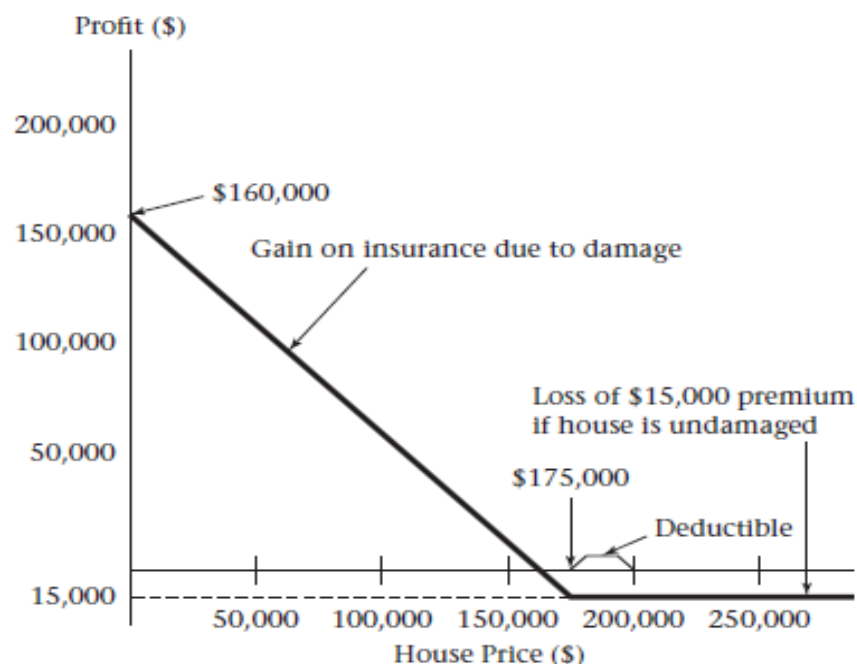 Profit ($)
200,000
$160,000
150,000
Gain on insurance due to damage
100,000
Loss of $15,000 premium
if house is undamaged
50,000
$175,000
Deductible
15,000
50,000 100,000 150,000 200,000 250,000
House Price ($)